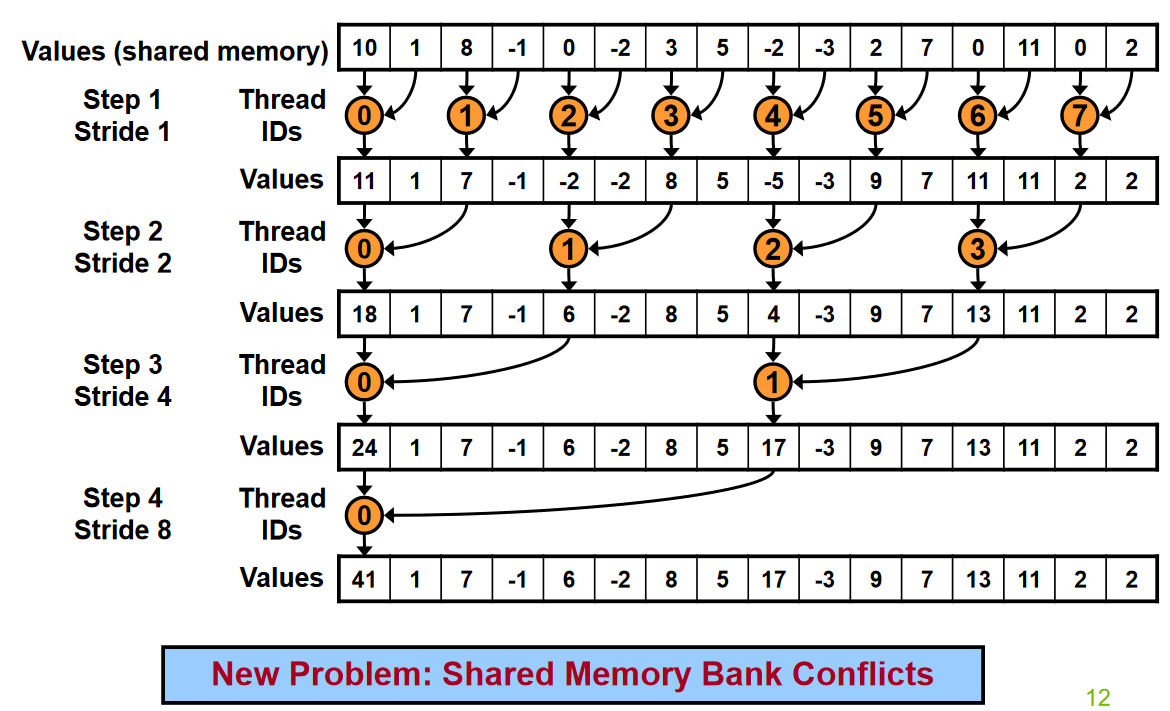 Values (shared memory) 10 1 8 -1 0 -2 3 5 -2 -3 2 7 0 11 0 2
Step 1 Thread 0 1 2 3 4 5 6 7
Stride 1 IDs
Values 11 1 7 -1 -2 -2 8 5 -5 -3 9 7 11 11 2 2
Step 2 Thread 0 1 2 3
Stride 2 IDs
Values 18 1 7 -1 6 -2 8 5 4 -3 9 7 13 11 2 2
Step 3 Thread 0 1
Stride 4 IDs
Values 24 1 7 -1 6 -2 8 5 17 -3 9 7 13 11 2 2
Step 4 Thread 0
Stride 8 IDs
Values 41 1 7 -1 6 -2 8 5 17 -3 9 7 13 11 2 2
New Problem: Shared Memory Bank Conflicts
12